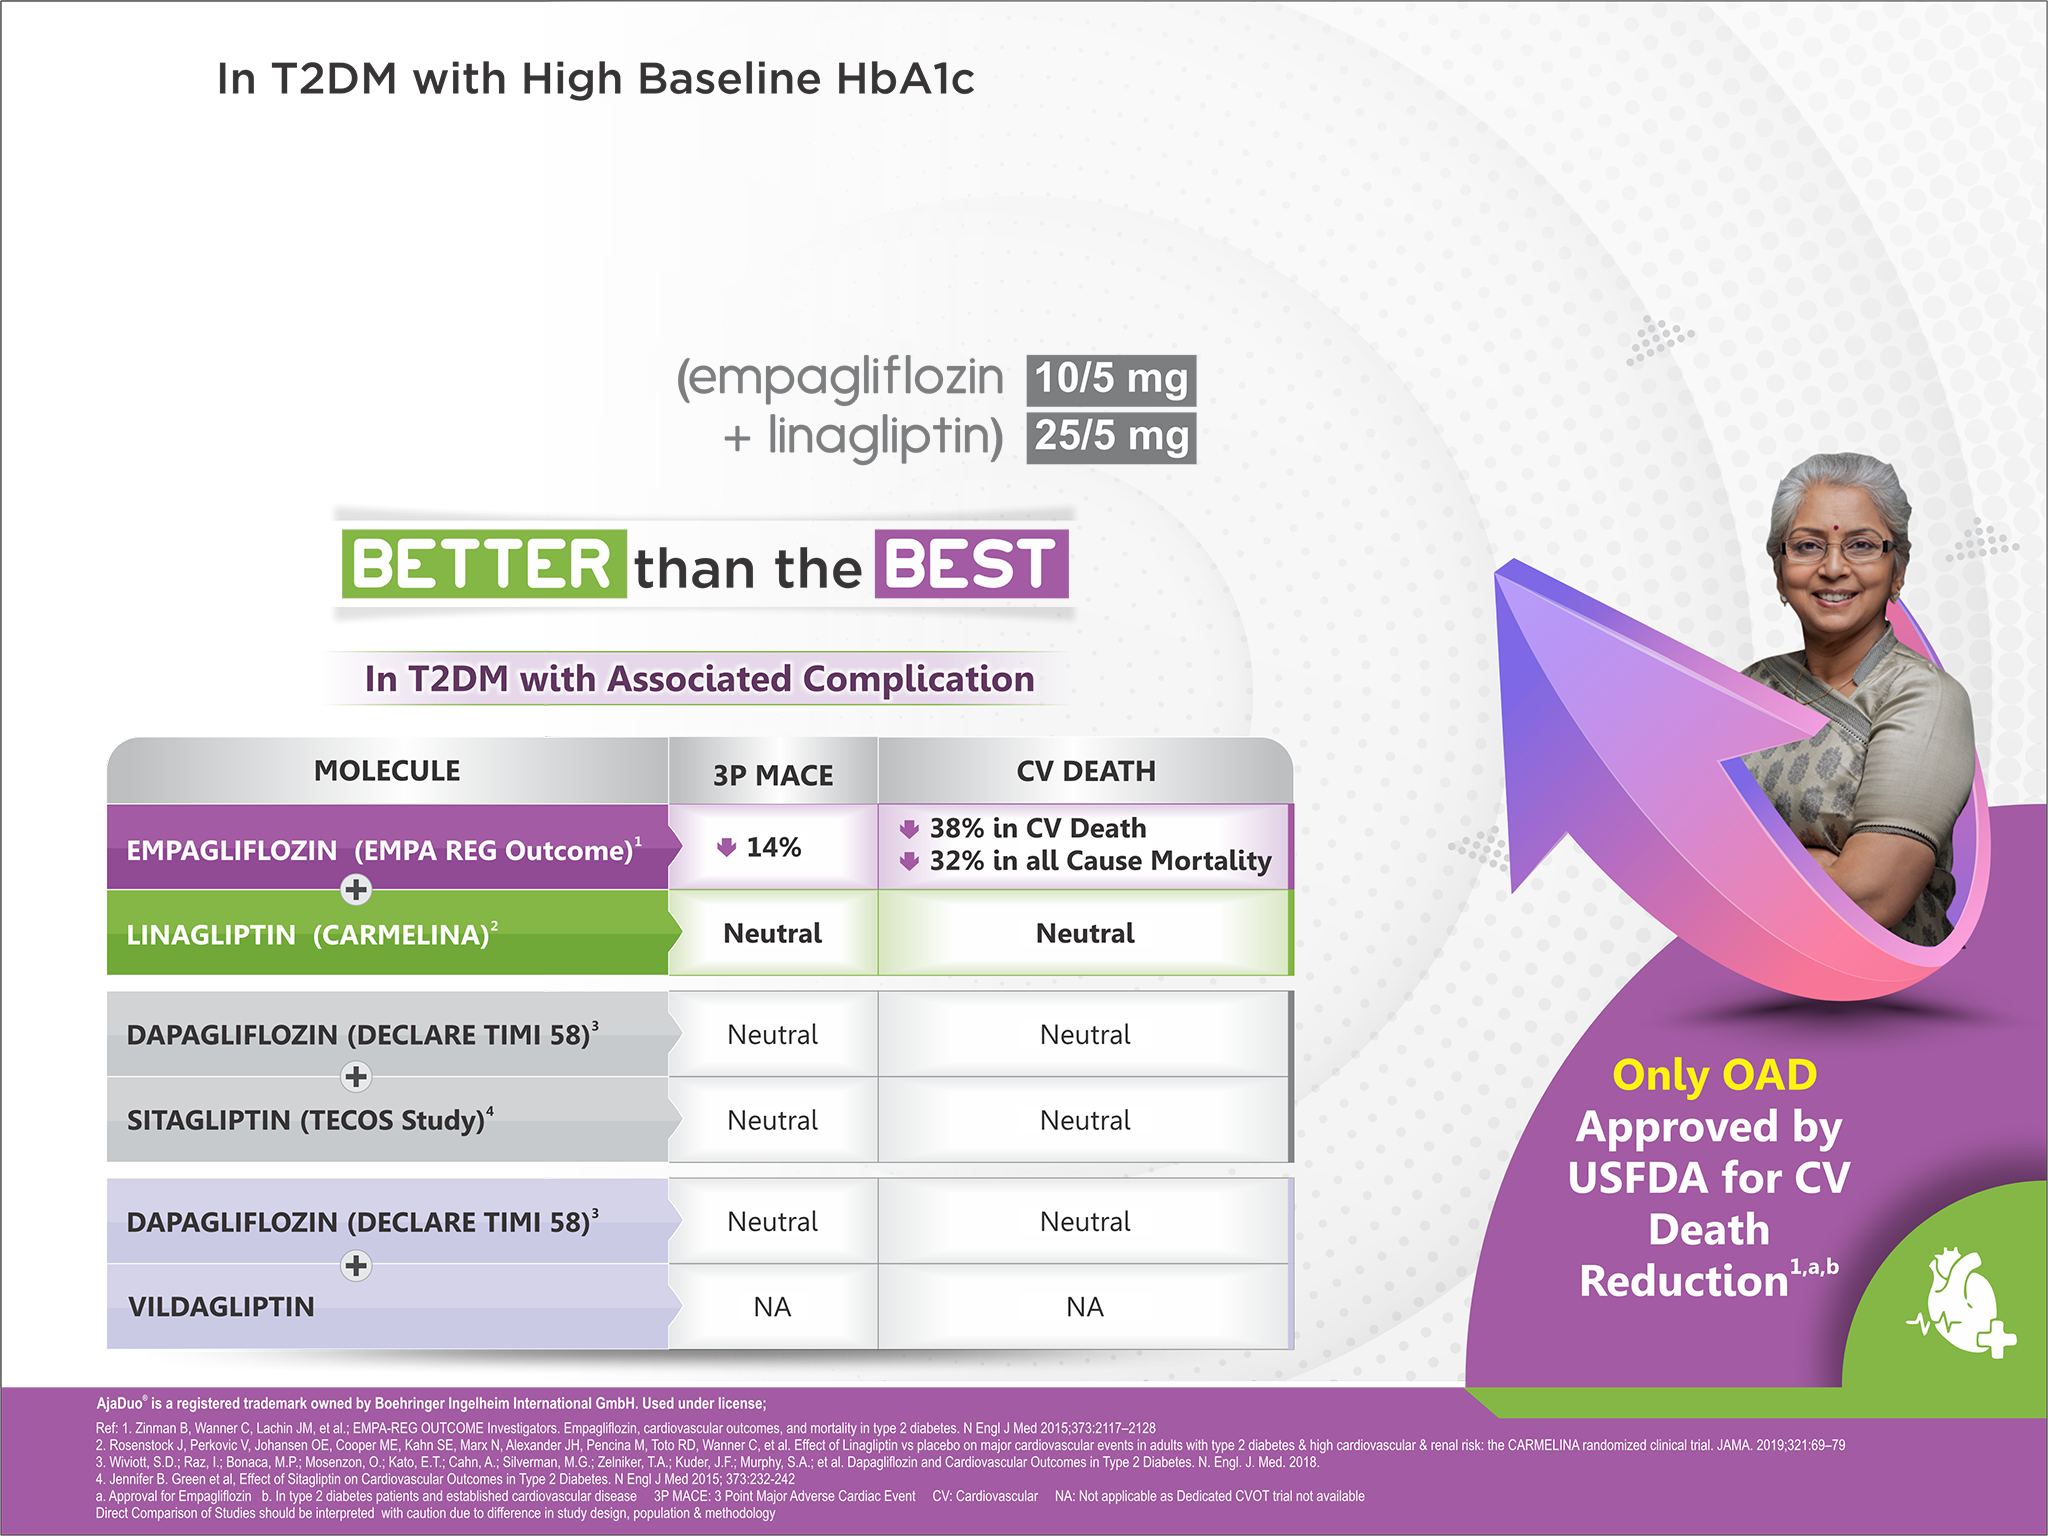 In T2DM with High Baseline HbA1c
(empagliflozin 10/5 mg
+ linagliptin) 25/5 mg
BETTER than the BEST
In T2DM with Associated Complication
MOLECULE 3P MACE CV DEATH
EMPAGLIFLOZIN (EMPA REG Outcome)1 14% 38% in CV Death
32% in all Cause Mortality
+
LINAGLIPTIN (CARMELINA)2 Neutral Neutral
DAPAGLIFLOZIN (DECLARE TIMI 58)3 Neutral Neutral
+
SITAGLIPTIN (TECOS Study)4 Neutral Neutral
DAPAGLIFLOZIN (DECLARE TIMI 58)3 Neutral Neutral
+
VILDAGLIPTIN NA NA
Only OAD
Approved by
USFDA for CV
Death
Reduction1,a,b
AjaDuo® is a registered trademark owned by Boehringer Ingelheim International GmbH. Used under license;
Ref: 1. Zinman B, Wanner C, Lachin JM, et al.; EMPA-REG OUTCOME Investigators. Empagliflozin, cardiovascular outcomes, and mortality in type 2 diabetes. N Engl J Med 2015;373:2117–2128
2. Rosenstock J, Perkovic V, Johansen OE, Cooper ME, Kahn SE, Marx N, Alexander JH, Pencina M, Toto RD, Wanner C, et al. Effect of Linagliptin vs placebo on major cardiovascular events in adults with type 2 diabetes & high cardiovascular & renal risk: the CARMELINA randomized clinical trial. JAMA. 2019;321:69–79
3. Wiviott, S.D.; Raz, I.; Bonaca, M.P.; Mosenzon, O.; Kato, E.T.; Cahn, A.; Silverman, M.G.; Zelniker, T.A.; Kuder, J.F.; Murphy, S.A.; et al. Dapagliflozin and Cardiovascular Outcomes in Type 2 Diabetes. N. Engl. J. Med. 2018.
4. Jennifer B. Green et al, Effect of Sitagliptin on Cardiovascular Outcomes in Type 2 Diabetes. N Engl J Med 2015; 373:232-242
a. Approval for Empagliflozin b. In type 2 diabetes patients and established cardiovascular disease 3P MACE: 3 Point Major Adverse Cardiac Event CV: Cardiovascular NA: Not applicable as Dedicated CVOT trial not available
Direct Comparison of Studies should be interpreted with caution due to difference in study design, population & methodology